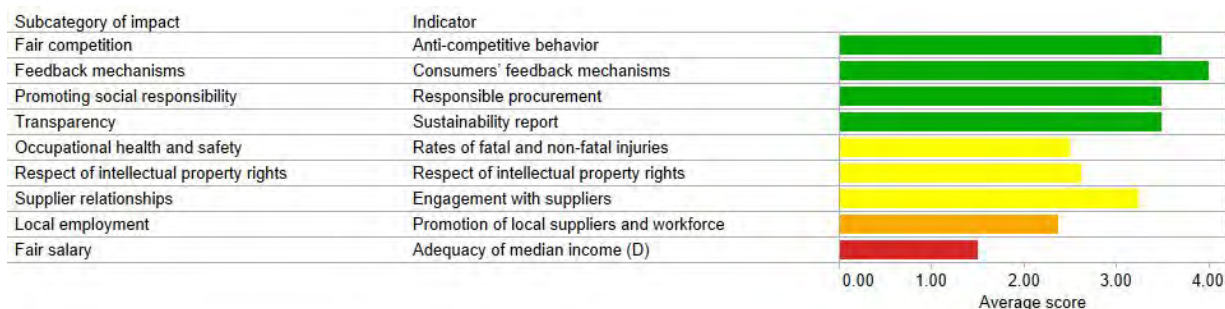 Subcategory of impact Indicator
Fair competition Anti-competitive behavior
Feedback mechanisms Consumers' feedback mechanisms
Promoting social responsibility Responsible procurement
Transparency Sustainability report
Occupational health and safety Rates of fatal and non-fatal injuries
Respect of intellectual property rights Respect of intellectual property rights
Supplier relationships Engagement with suppliers
Local employment Promotion of local suppliers and workforce
Fair salary Adequacy of median income (D)
0.00 1.00 2.00 3.00 4.00
Average score